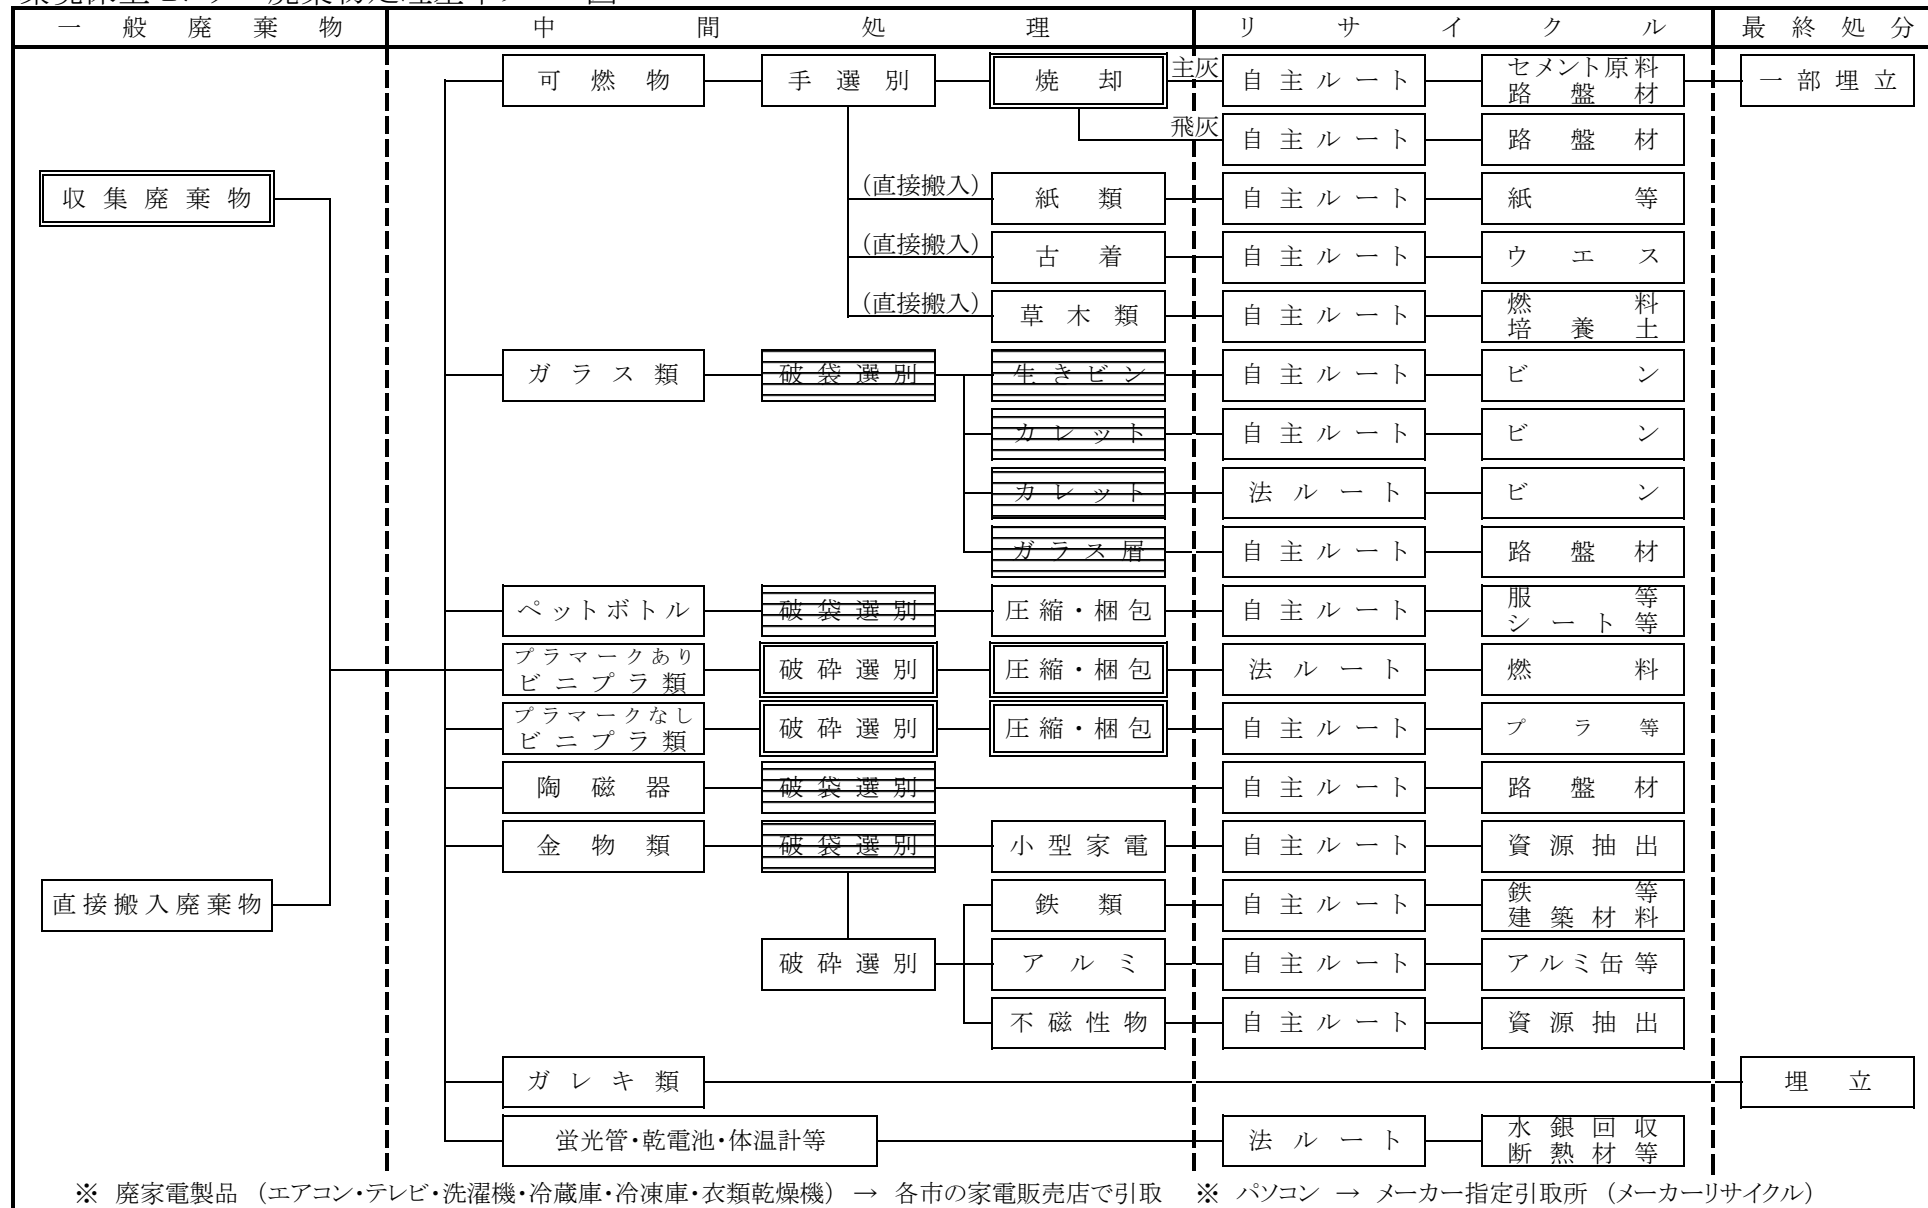 一般廃棄物 中間処理 リサイクル 最終処分
可燃物 手選別 焼却 主灰 自主ルート セメント原料 一部埋立
路盤材
飛灰 自主ルート 路盤材
収集廃棄物 (直接搬入) 紙類 自主ルート 紙等
(直接搬入) 古着 自主ルート ウエス
(直接搬入) 草木類 自主ルート 燃料
培養土
ガラス類 破袋選別 生きビン 自主ルート ビン
カレット 自主ルート ビン
カレット 法ルート ビン
ガラス層 自主ルート 路盤材
ペットボトル 破袋選別 圧縮・梱包 自主ルート 服等
シート等
プラマークあり
ビニプラ類 破砕選別 圧縮・梱包 法ルート 燃料
プラマークなし
ビニプラ類 破砕選別 圧縮・梱包 自主ルート プラ等
陶磁器 破袋選別 自主ルート 路盤材
金物類 破袋選別 小型家電 自主ルート 資源抽出
直接搬入廃棄物 鉄類 自主ルート 鉄等
建築材料
破砕選別 アルミ 自主ルート アルミ缶等
不磁性物 自主ルート 資源抽出
ガレキ類 埋立
蛍光管・乾電池・体温計等 法ルート 水銀回収
断熱材等
※ 廃家電製品 (エアコン・テレビ・洗濯機・冷蔵庫・冷凍庫・衣類乾燥機) → 各市の家電販売店で引取 ※ パソコン → メーカー指定引取所 (メーカーリサイクル)